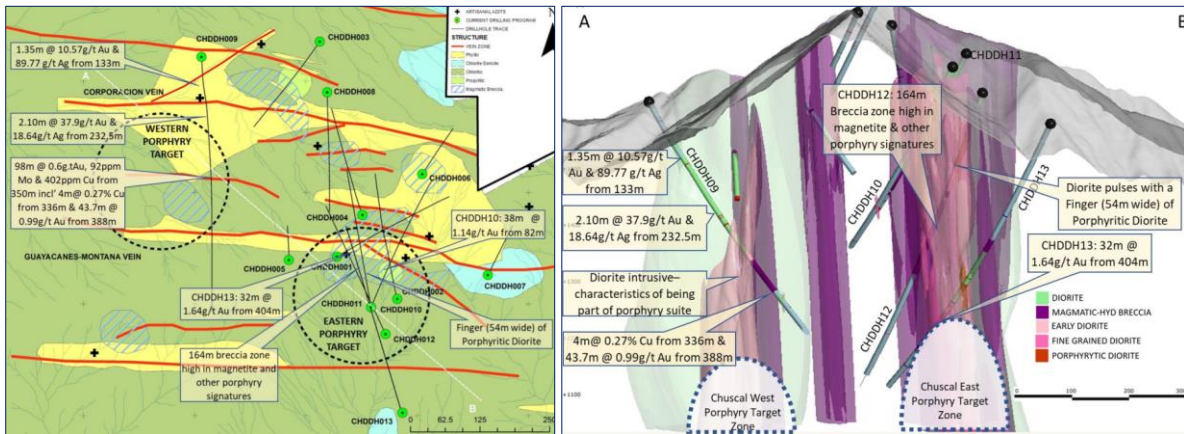 ARTISANAL ADITS
CURRENT DRILLING PROGRAM
DRILLHOLE TRACE
STRUCTURE
VEIN ZONE
Phyllic
Magmatic Breccia
CHDDH009
CHDDH003
1.35m @ 10.57g/t Au &
89.77 g/t Ag from 133m
A
CORPORACION VEIN
CHDDH008
2.10m @ 37.9g/t Au &
18.64g/t Ag from 232.5m
WESTERN
PORPHYRY
TARGET
98m @ 0.6g.tAu, 92ppm
Mo & 402ppm Cu from
350m incl' 4m@ 0.27% Cu
from 336m & 43.7m @
0.99g/t Au from 388m
CHDDH006
CHDDH004
CHDDH10: 38m @
1.14g/t Au from 82m
GUAYACANES-MONTANA VEIN
CHDDH005
CHDDH001
CHDDH007
CHDDH002
CHDDH13: 32m @
1.64g/t Au from 404m
CHDDH011
CHDDH010
EASTERN
PORPHYRY
TARGET
CHDDH012
Finger (54m wide) of
Porphyritic Diorite
164m breccia zone
high in magnetite and
other porphyry
signatures
B
CHDDH013
0 62.5 125 250
A
B
CHDDH11
CHDDH12: 164m
Breccia zone high in
magnetite & other
porphyry signatures
1.35m @ 10.57g/t
Au & 89.77 g/t Ag
from 133m
CHDDH09
CHDDH10
CHDDH13
Diorite pulses with a
Finger (54m wide)
of Porphyritic Diorite
2.10m @ 37.9g/t Au &
18.64g/t Ag from 232.5m
CHDDH13: 32m @
1.64g/t Au from 404m
Diorite intrusive–
characteristics of being
part of porphyry suite
CHDDH12
4m@ 0.27% Cu from 336m &
43.7m @ 0.99g/t Au from 388m
DIORITE
MAGMATIC-HYD BRECCIA
EARLY DIORITE
FINE GRAINED DIORITE
PORPHYRYTIC DIORITE
Chuscal West
Porphyry Target
Zone
Chuscal East
Porphyry Target
Zone
+1100
0 100 200 300